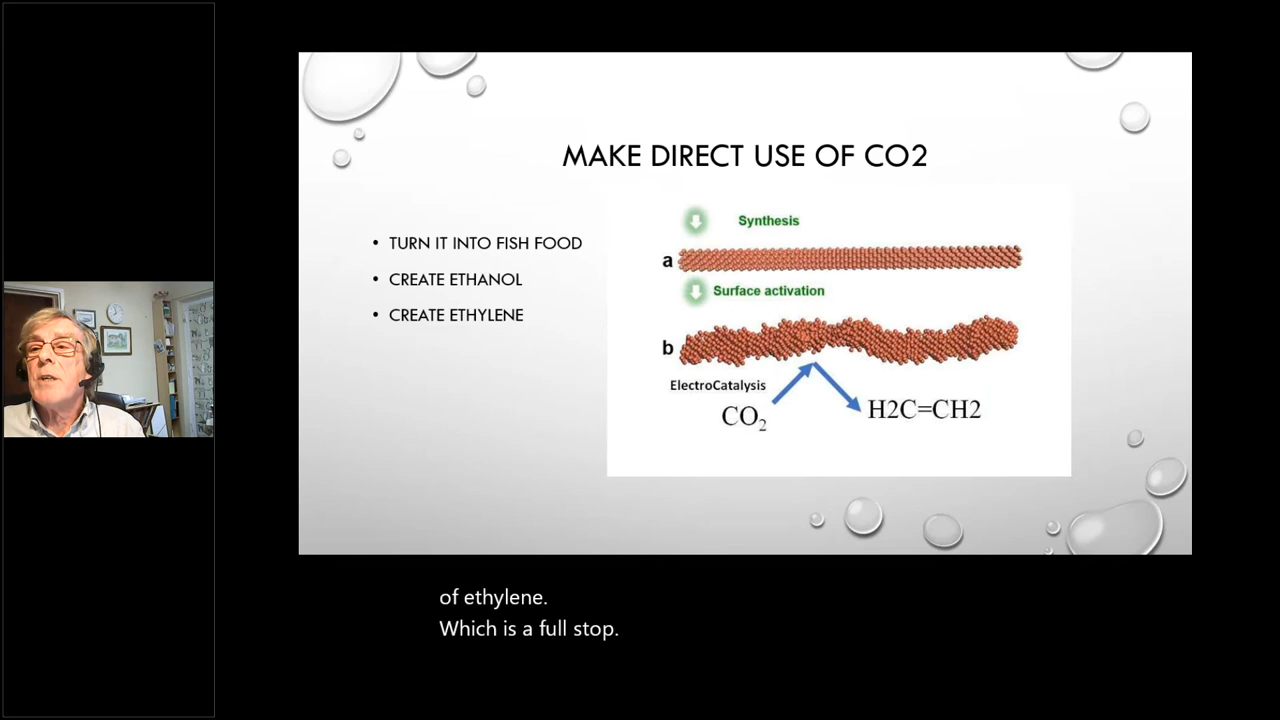 MAKE DIRECT USE OF CO2
• TURN IT INTO FISH FOOD
• CREATE ETHANOL
• CREATE ETHYLENE
Synthesis
a
Surface activation
b
ElectroCatalysis
CO₂
H2C=CH2
of ethylene.
Which is a full stop.